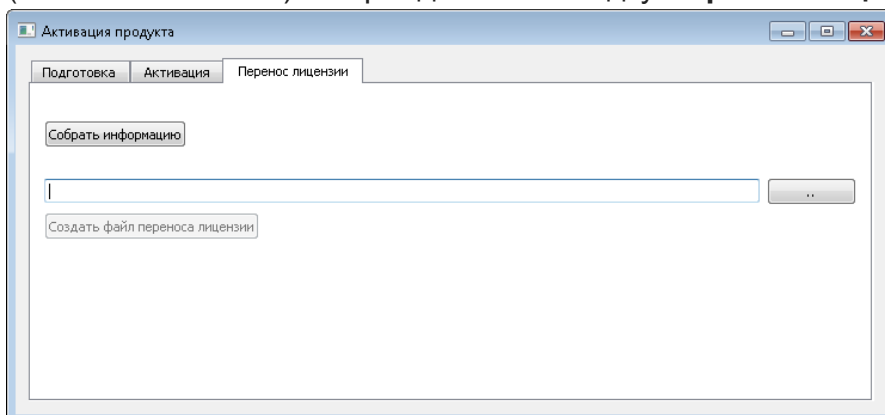 Активация продукта
Подготовка Активация Перенос лицензии
Собрать информацию
..
Создать файл переноса лицензии